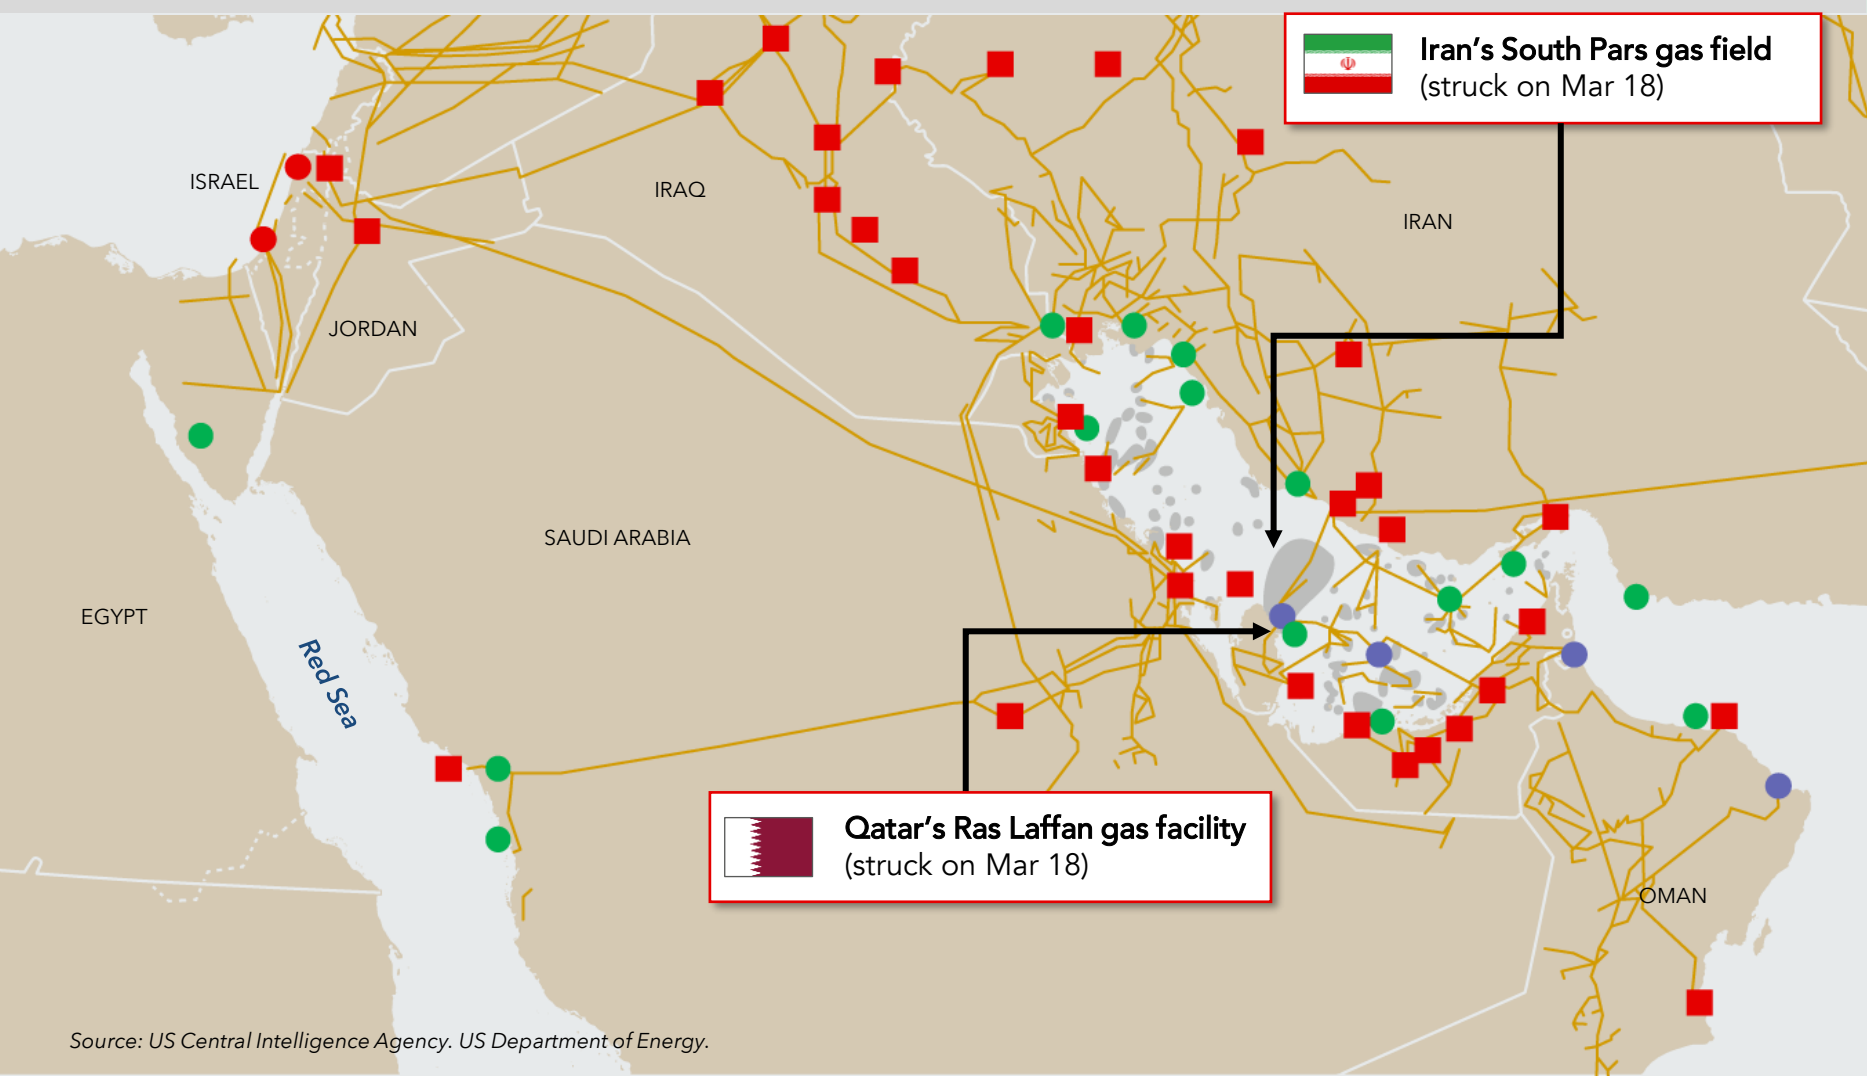 Iran’s South Pars gas field
(struck on Mar 18)
ISRAEL
IRAQ
IRAN
JORDAN
SAUDI ARABIA
EGYPT
Red Sea
Qatar’s Ras Laffan gas facility
(struck on Mar 18)
OMAN
Source: US Central Intelligence Agency. US Department of Energy.